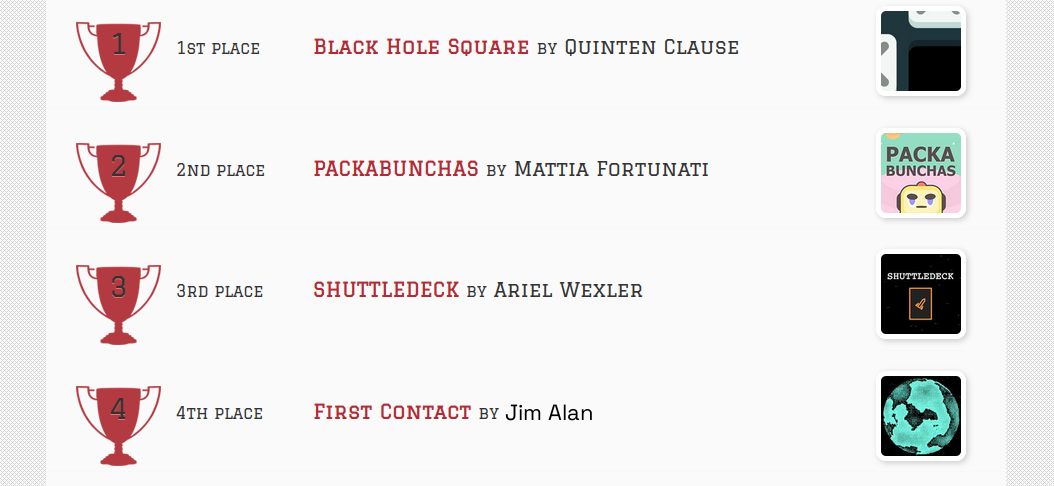 1
1st place
Black Hole Square by Quinten Clause
2
2nd place
PACKABUNCHAS by Mattia Fortunati
PACKA
BUNCHAS
3
3rd place
SHUTTLEDECK by Ariel Wexler
SHUTTLEDECK
4
4th place
First Contact by Jim Alan